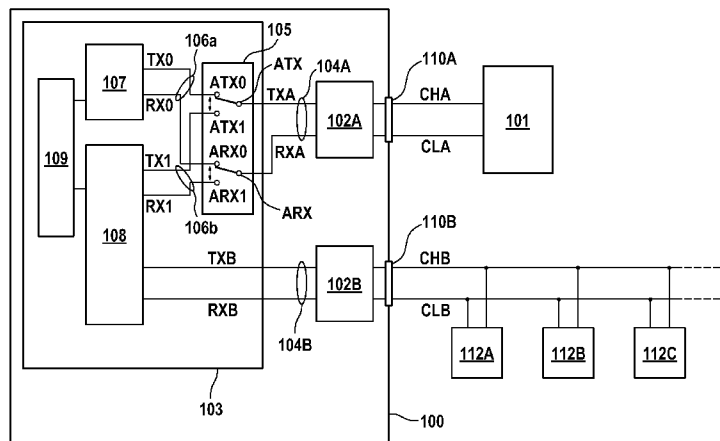 105
106a
ATX
110A
TX0
104A
107
ATX0
TXA
CHA
RX0
102A
101
ATX1
CLA
109
ARX0
TX1
RXA
RX1
ARX1
106b
ARX
108
110B
TXB
CHB
102B
RXB
CLB
104B
112A
112B
112C
103
100